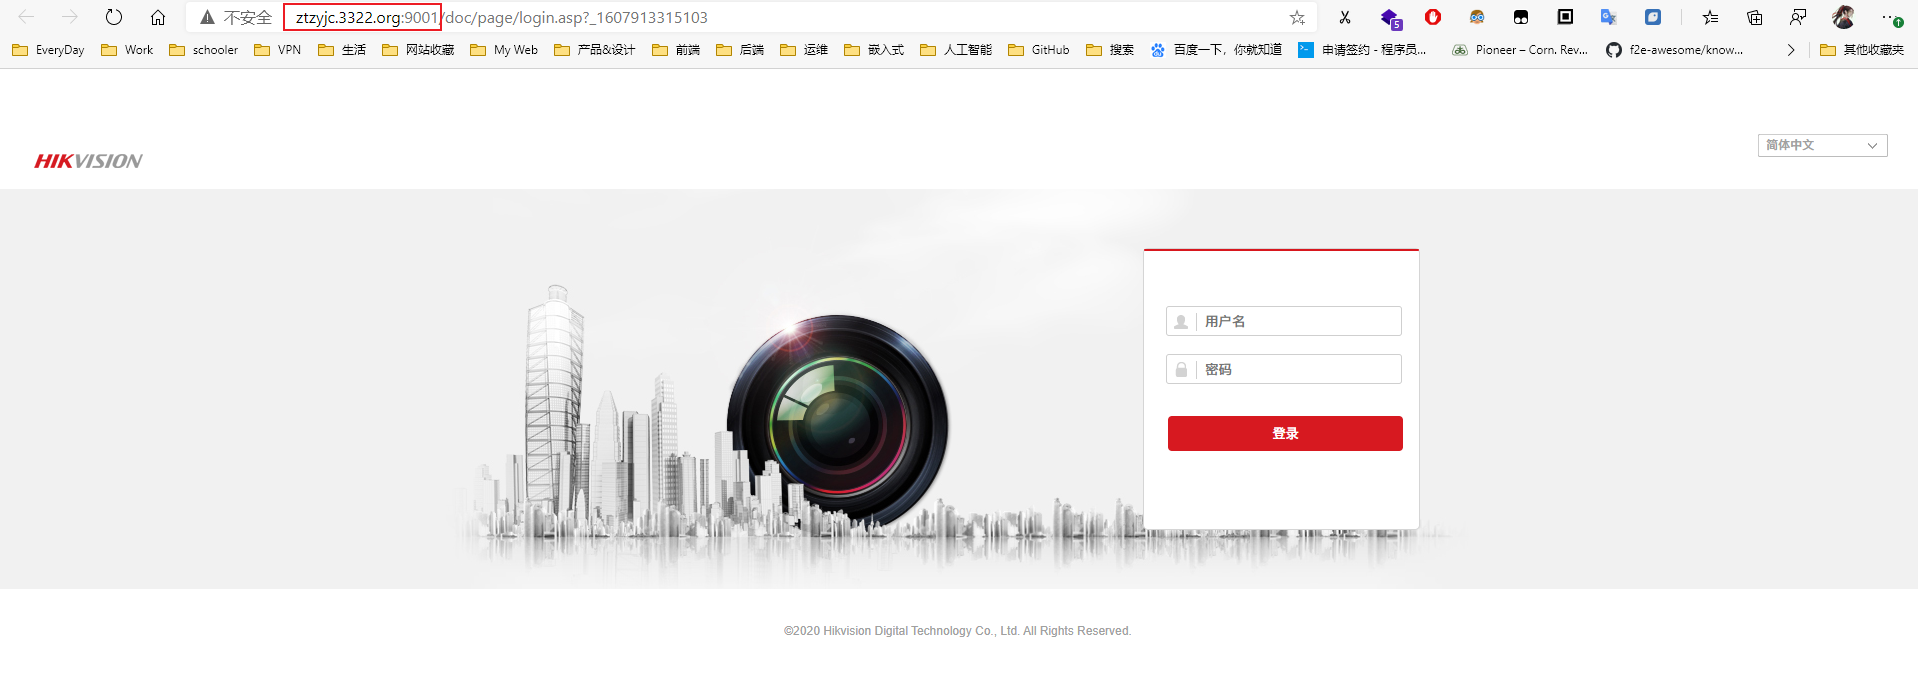 不安全 ztzyjc.3322.org:9001/doc/page/login.asp?_1607913315103
5
EveryDay Work schooler VPN 生活 网站收藏 My Web 产品&设计 前端 后端 运维 嵌入式 人工智能 GitHub 搜索 百度一下，你就知道 申请签约 - 程序员... Pioneer – Corn. Rev... f2e-awesome/know... 其他收藏夹
简体中文
HIKVISION
用户名
密码
登录
©2020 Hikvision Digital Technology Co., Ltd. All Rights Reserved.